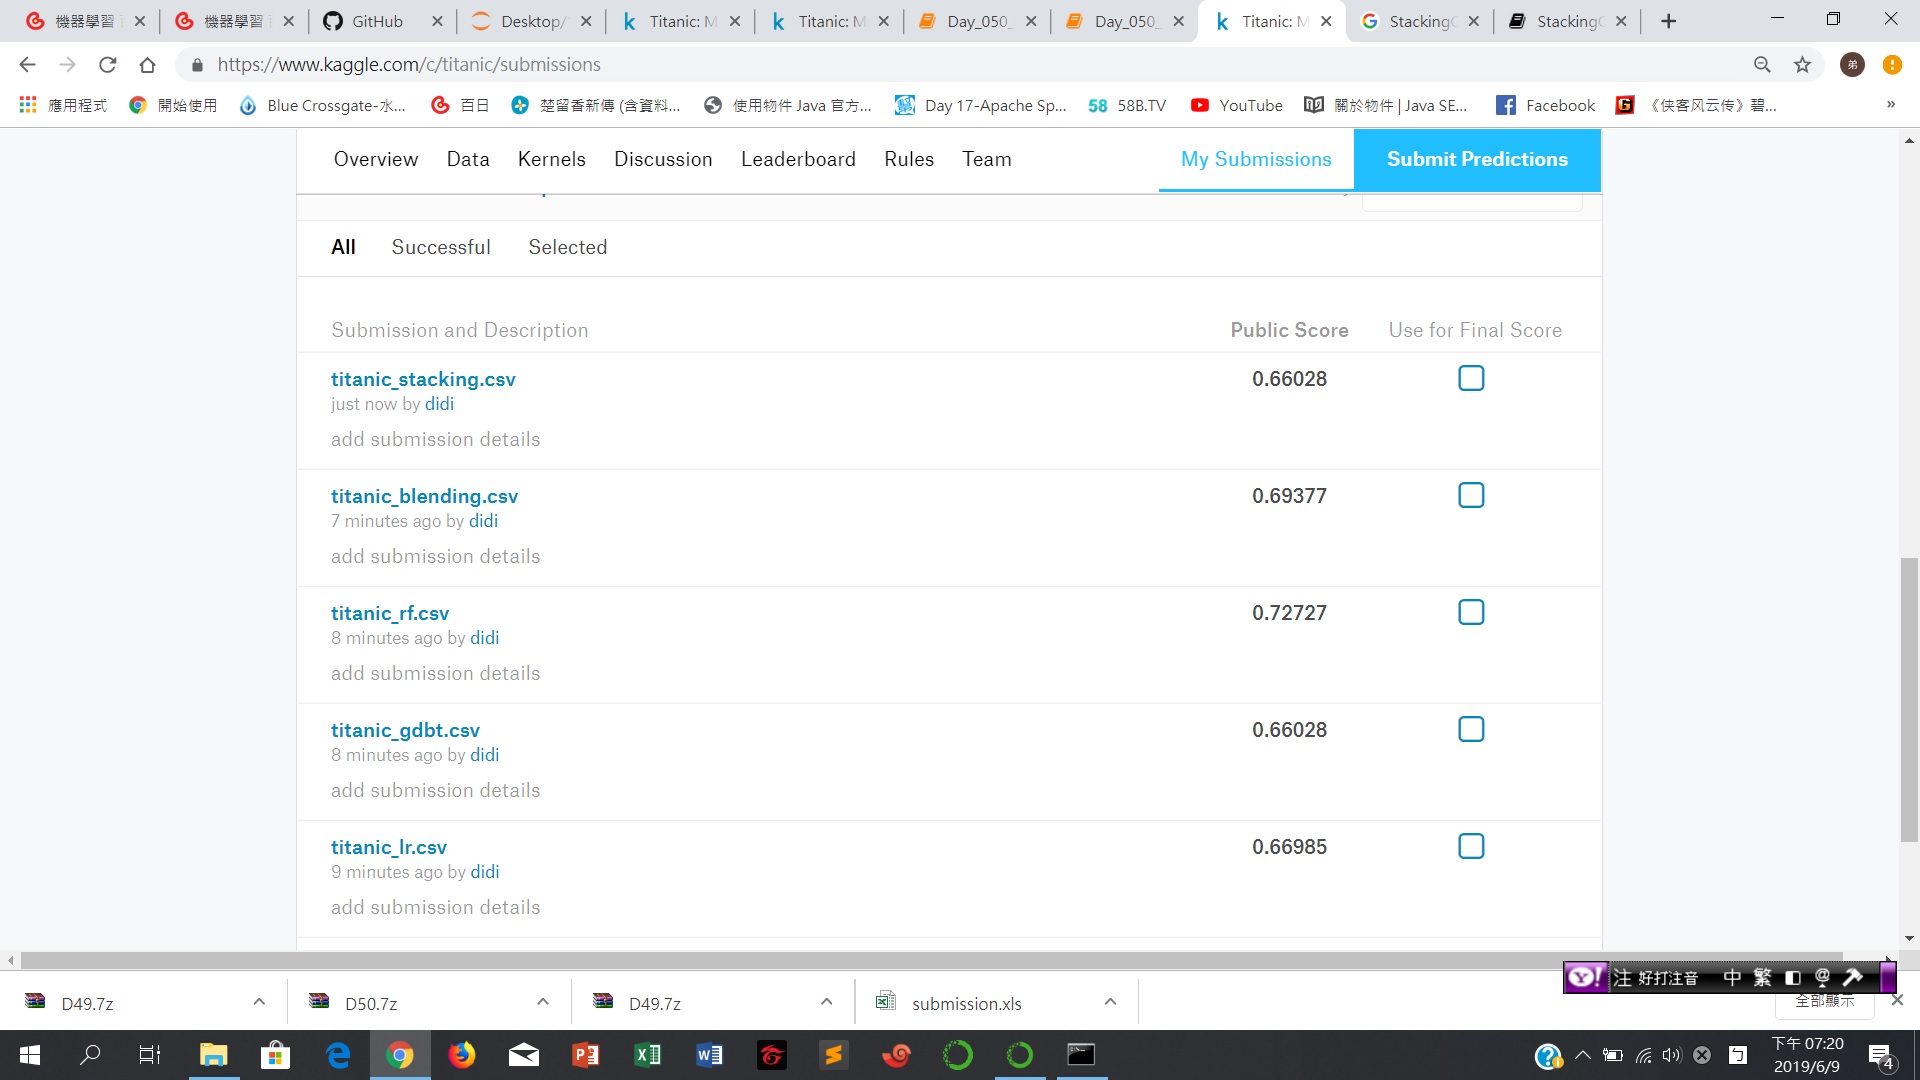 機器學習
機器學習
GitHub
Desktop/
Titanic: M
Titanic: M
Day_050_
Day_050_
Titanic: M
StackingC
StackingC
https://www.kaggle.com/c/titanic/submissions
弟
應用程式
開始使用
Blue Crossgate-水...
百日
楚留香新傳 (含資料...
使用物件 Java 官方...
Day 17-Apache Sp...
58 58B.TV
YouTube
關於物件 | Java SE...
Facebook
《侠客风云传》碧...
»
Overview Data Kernels Discussion Leaderboard Rules Team My Submissions Submit Predictions
All Successful Selected
Submission and Description Public Score Use for Final Score
titanic_stacking.csv 0.66028
just now by didi
add submission details
titanic_blending.csv 0.69377
7 minutes ago by didi
add submission details
titanic_rf.csv 0.72727
8 minutes ago by didi
add submission details
titanic_gdbt.csv 0.66028
8 minutes ago by didi
add submission details
titanic_lr.csv 0.66985
9 minutes ago by didi
add submission details
Y! 注 好打注音 中 繁
D49.7z
D50.7z
D49.7z
submission.xls
全部顯示
下午 07:20
2019/6/9
4